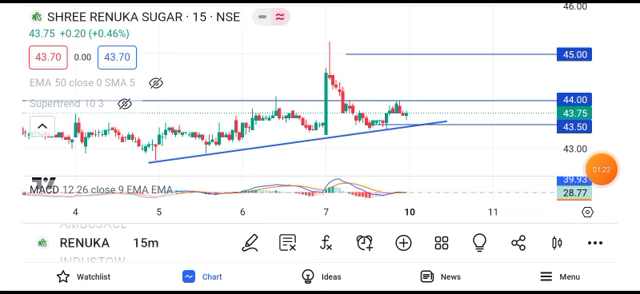 SHREE RENUKA SUGAR · 15 · NSE
46.00
43.75 +0.20 (+0.46%)
43.70 0.00 43.70
45.00
EMA 50 close 0 SMA 5
Supertrend 10 3
44.00
43.75
43.50
43.00
01:22
MACD 12 26 close 9 EMA EMA
39.93
28.77
4 5 6 7 10 11
RENUKA 15m
INDUSTOW
Watchlist Chart Ideas News Menu